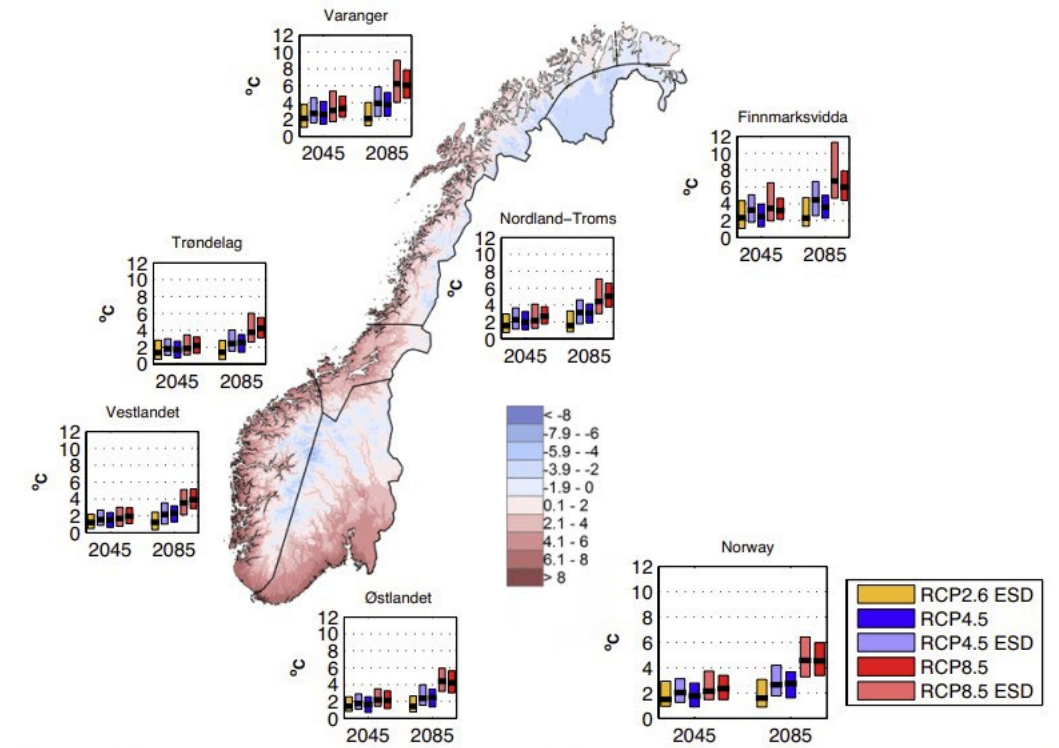 Varanger
12
10
8
6
4
2
0
°C
2045 2085
Finnmarksvidda
12
10
8
6
4
2
0
°C
2045 2085
Nordland–Troms
12
10
8
6
4
2
0
°C
2045 2085
Trøndelag
12
10
8
6
4
2
0
°C
2045 2085
Vestlandet
12
10
8
6
4
2
0
°C
2045 2085
< -8
-7.9 - -6
-5.9 - -4
-3.9 - -2
-1.9 - 0
0.1 - 2
2.1 - 4
4.1 - 6
6.1 - 8
> 8
Østlandet
12
10
8
6
4
2
0
°C
2045 2085
Norway
12
10
8
6
4
2
0
°C
2045 2085
RCP2.6 ESD
RCP4.5
RCP4.5 ESD
RCP8.5
RCP8.5 ESD